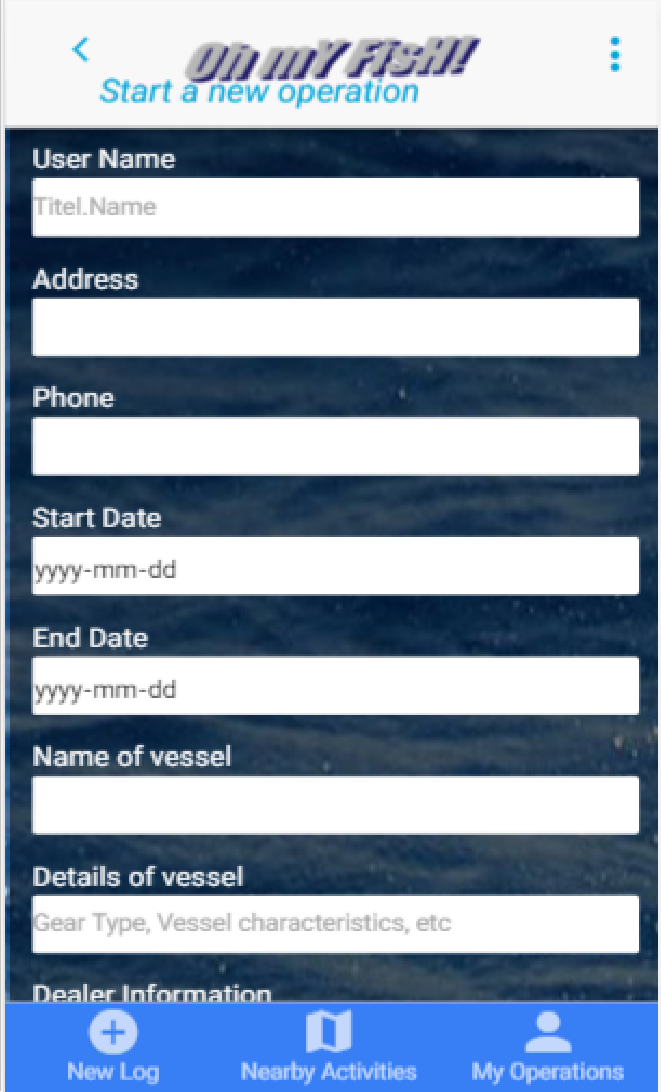 Oh mY FisH!
Start a new operation
User Name
Titel.Name
Address
Phone
Start Date
yyyy-mm-dd
End Date
yyyy-mm-dd
Name of vessel
Details of vessel
Gear Type, Vessel characteristics, etc
Dealer Information
New Log Nearby Activities My Operations